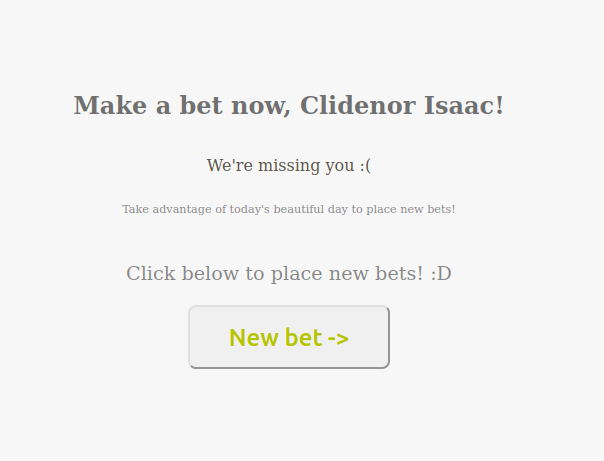 Make a bet now, Clidenor Isaac!
We're missing you :(
Take advantage of today's beautiful day to place new bets!
Click below to place new bets! :D
New bet ->